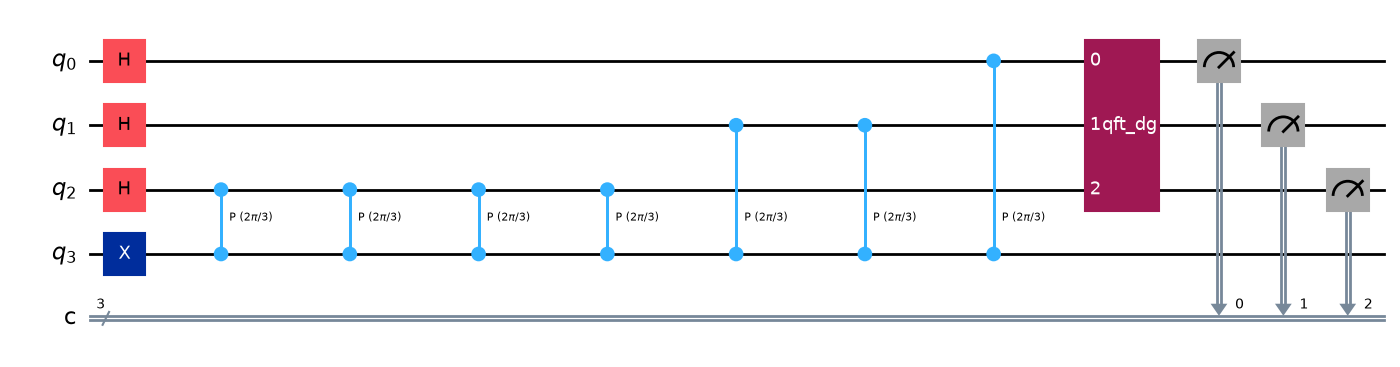 q0 H 0
q1 H 1qft_dg
q2 H 2
P (2π/3) P (2π/3) P (2π/3) P (2π/3) P (2π/3) P (2π/3) P (2π/3)
q3 X
3 0 1 2
c